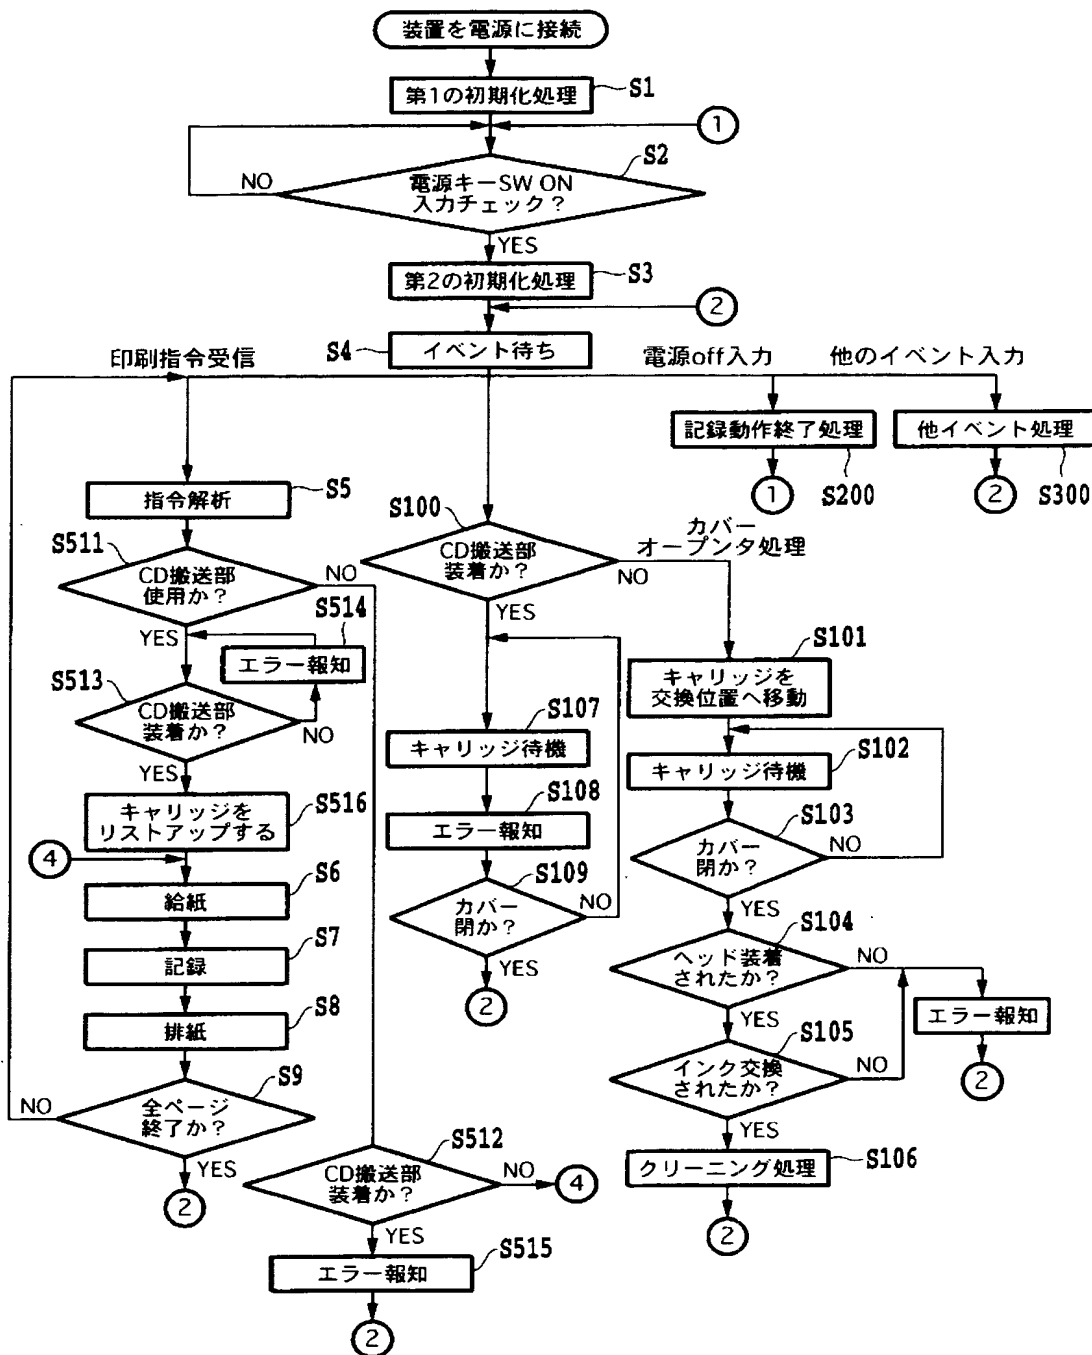 装置を電源に接続
第1の初期化処理
S1
1
S2
電源キーSW ON
入力チェック?
NO
YES
第2の初期化処理
S3
2
S4
イベント待ち
印刷指令受信
電源off入力
他のイベント入力
記録動作終了処理
S200
1
他イベント処理
S300
2
指令解析
S5
S511
CD搬送部
使用か?
NO
YES
S514
エラー報知
S513
CD搬送部
装着か?
NO
YES
キャリッジを
リストアップする
S516
4
給紙
S6
記録
S7
排紙
S8
S9
全ページ
終了か?
NO
YES
2
S512
CD搬送部
装着か?
NO
4
YES
エラー報知
S515
2
S100
CD搬送部
装着か?
NO
YES
カバー
オープンタ処理
S107
キャリッジ待機
S108
エラー報知
S109
カバー
閉か?
NO
YES
2
S101
キャリッジを
交換位置へ移動
S102
キャリッジ待機
S103
カバー
閉か?
NO
YES
S104
ヘッド装着
されたか?
NO
YES
エラー報知
2
S105
インク交換
されたか?
NO
YES
クリーニング処理
S106
2